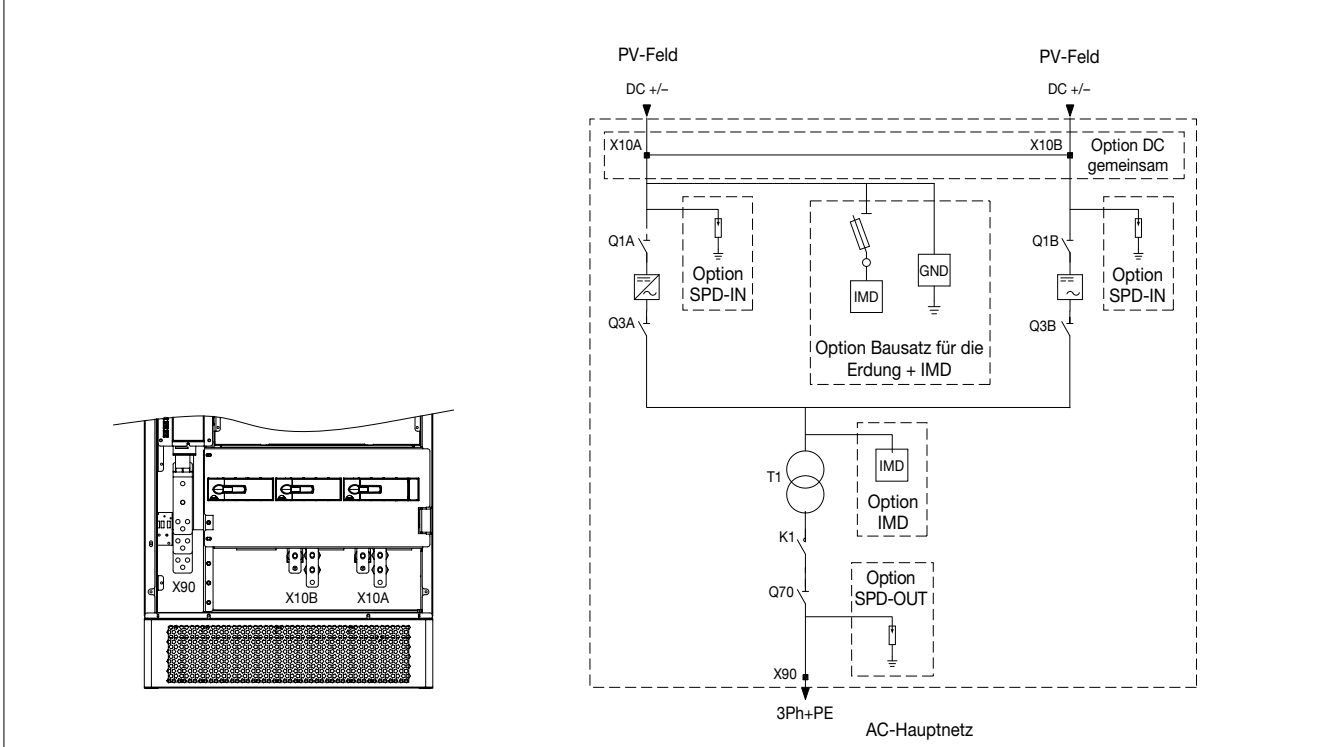 PV-Feld
PV-Feld
DC +/–
DC +/–
X10A
X10B
Option DC
gemeinsam
Q1A
Option
SPD-IN
IMD
GND
Q1B
Option
SPD-IN
Q3A
Q3B
Option Bausatz für die
Erdung + IMD
T1
IMD
Option
IMD
K1
Q70
Option
SPD-OUT
X90
3Ph+PE
AC-Hauptnetz
X90
X10B
X10A